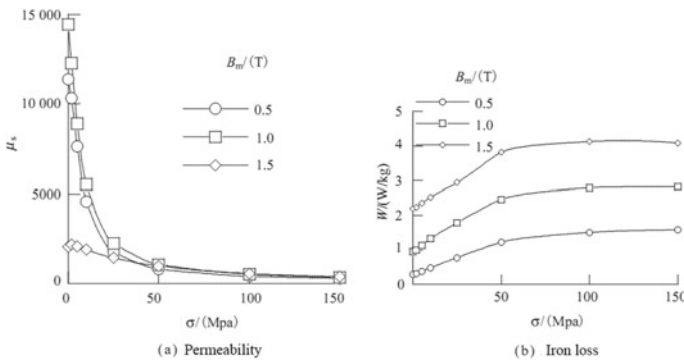 15 000
10 000
5000
0
μs
Bm/(T)
0.5
1.0
1.5
0 50 100 150
σ/(Mpa)
(a) Permeability
Bm/(T)
0.5
1.0
1.5
5
4
3
2
1
0
W/(W/kg)
50 100 150
σ/(Mpa)
(b) Iron loss